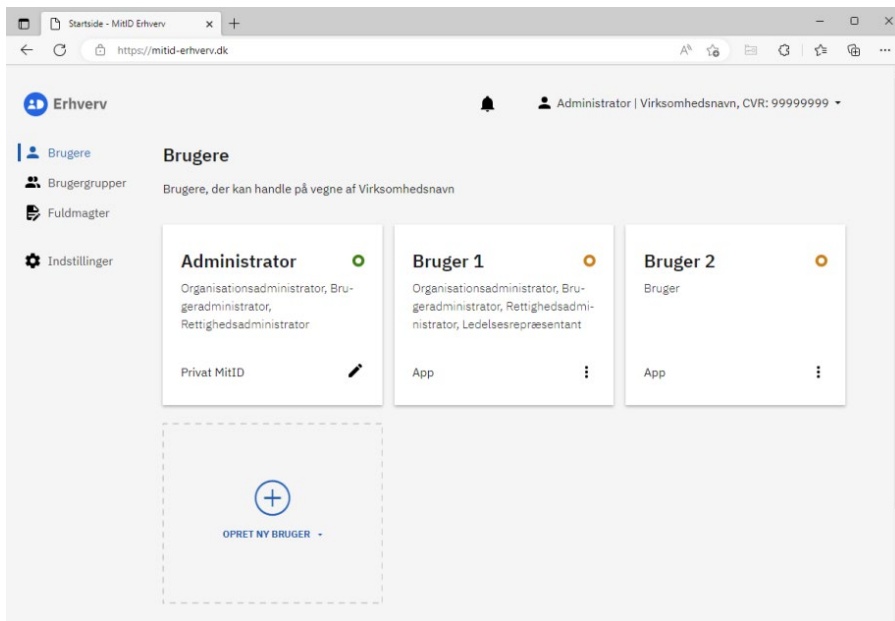 Startside - MitID Erhverv
https://mitid-erhverv.dk
Erhverv
Administrator | Virksomhedsnavn, CVR: 99999999
Brugere
Brugergrupper
Fuldmagter
Indstillinger
Brugere
Brugere, der kan handle på vegne af Virksomhedsnavn
Administrator
Organisationsadministrator, Bru-
geradministrator,
Rettighedsadministrator
Privat MitID
Bruger 1
Organisationsadministrator, Bru-
geradministrator, Rettighedsadmi-
nistrator, Ledelsesrepræsentant
App
Bruger 2
Bruger
App
OPRET NY BRUGER